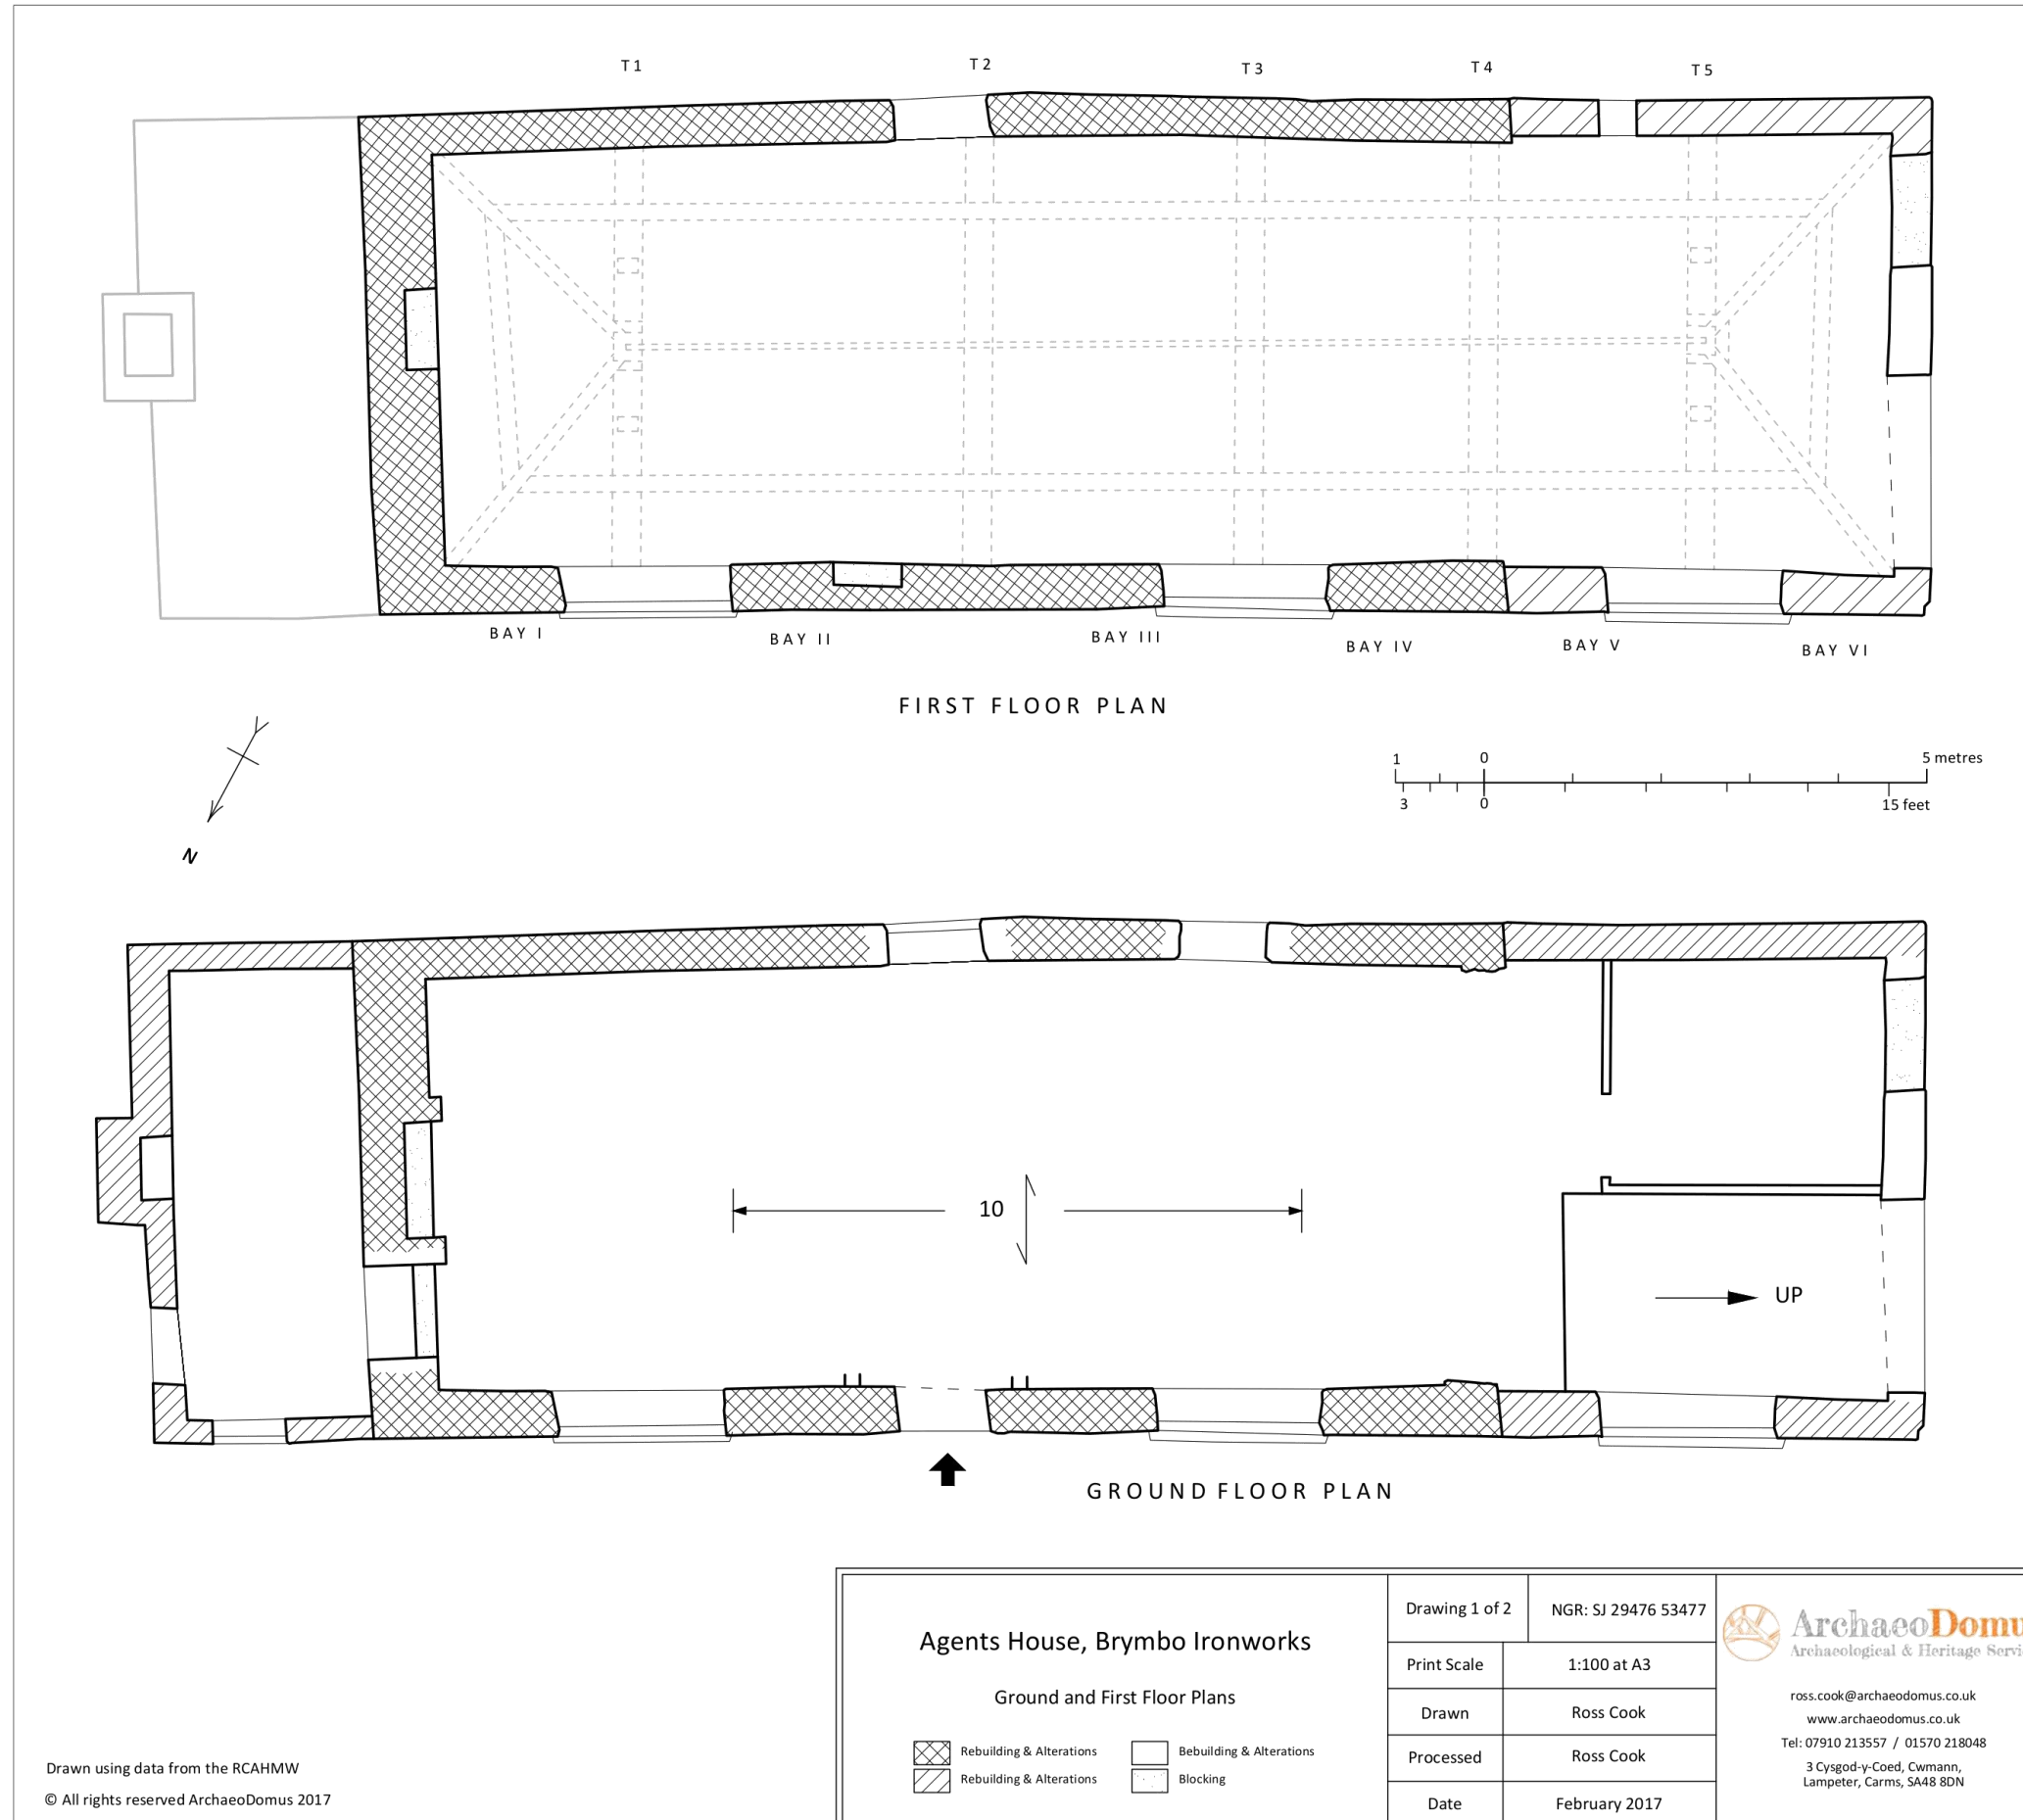 T 1
T 2
T 3
T 4
T 5
BAY I
BAY II
BAY III
BAY IV
BAY V
BAY VI
FIRST FLOOR PLAN
N
1 0 5 metres
3 0 15 feet
10
UP
GROUND FLOOR PLAN
Agents House, Brymbo Ironworks
Ground and First Floor Plans
Rebuilding & Alterations
Bebuilding & Alterations
Rebuilding & Alterations
Blocking
Drawing 1 of 2
NGR: SJ 29476 53477
Print Scale
1:100 at A3
Drawn
Ross Cook
Processed
Ross Cook
Date
February 2017
ArchaeoDomu
Archaeological & Heritage Servi
ross.cook@archaeodomus.co.uk
www.archaeodomus.co.uk
Tel: 07910 213557 / 01570 218048
3 Cysgod-y-Coed, Cwmann,
Lampeter, Carms, SA48 8DN
Drawn using data from the RCAHMW
© All rights reserved ArchaeoDomus 2017